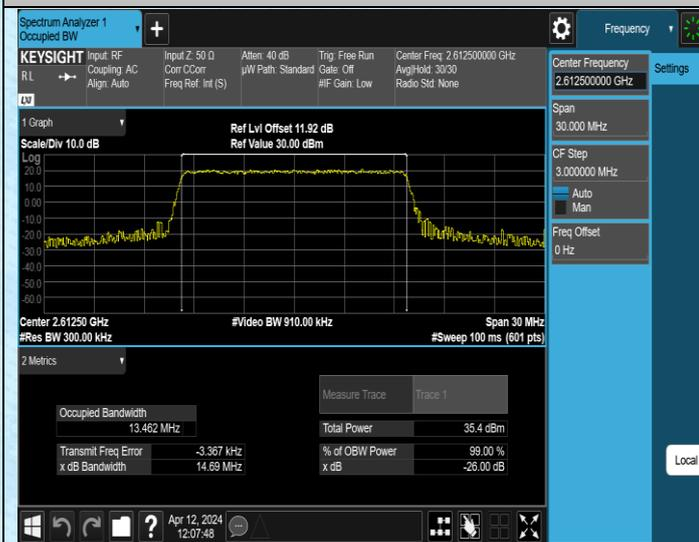 Spectrum Analyzer 1
Occupied BW
Frequency
KEYSIGHT
RL
LXI
Input: RF
Coupling: AC
Align: Auto
Input Z: 50 Ω
Corr CCorr
Freq Ref: Int (S)
Atten: 40 dB
µW Path: Standard
Trig: Free Run
Gate: Off
#IF Gain: Low
Center Freq: 2.612500000 GHz
Avg|Hold: 30/30
Radio Std: None
Center Frequency
2.612500000 GHz
Settings
Span
30.000 MHz
CF Step
3.000000 MHz
Auto
Man
Freq Offset
0 Hz
1 Graph
Scale/Div 10.0 dB
Ref Lvl Offset 11.92 dB
Ref Value 30.00 dBm
Log
20.0
10.0
0.00
-10.0
-20.0
-30.0
-40.0
-50.0
-60.0
Center 2.61250 GHz
#Video BW 910.00 kHz
Span 30 MHz
#Res BW 300.00 kHz
#Sweep 100 ms (601 pts)
2 Metrics
Measure Trace
Trace 1
Occupied Bandwidth
13.462 MHz
Total Power
35.4 dBm
Transmit Freq Error
-3.367 kHz
% of OBW Power
99.00 %
x dB Bandwidth
14.69 MHz
x dB
-26.00 dB
Local
?
Apr 12, 2024
12:07:48